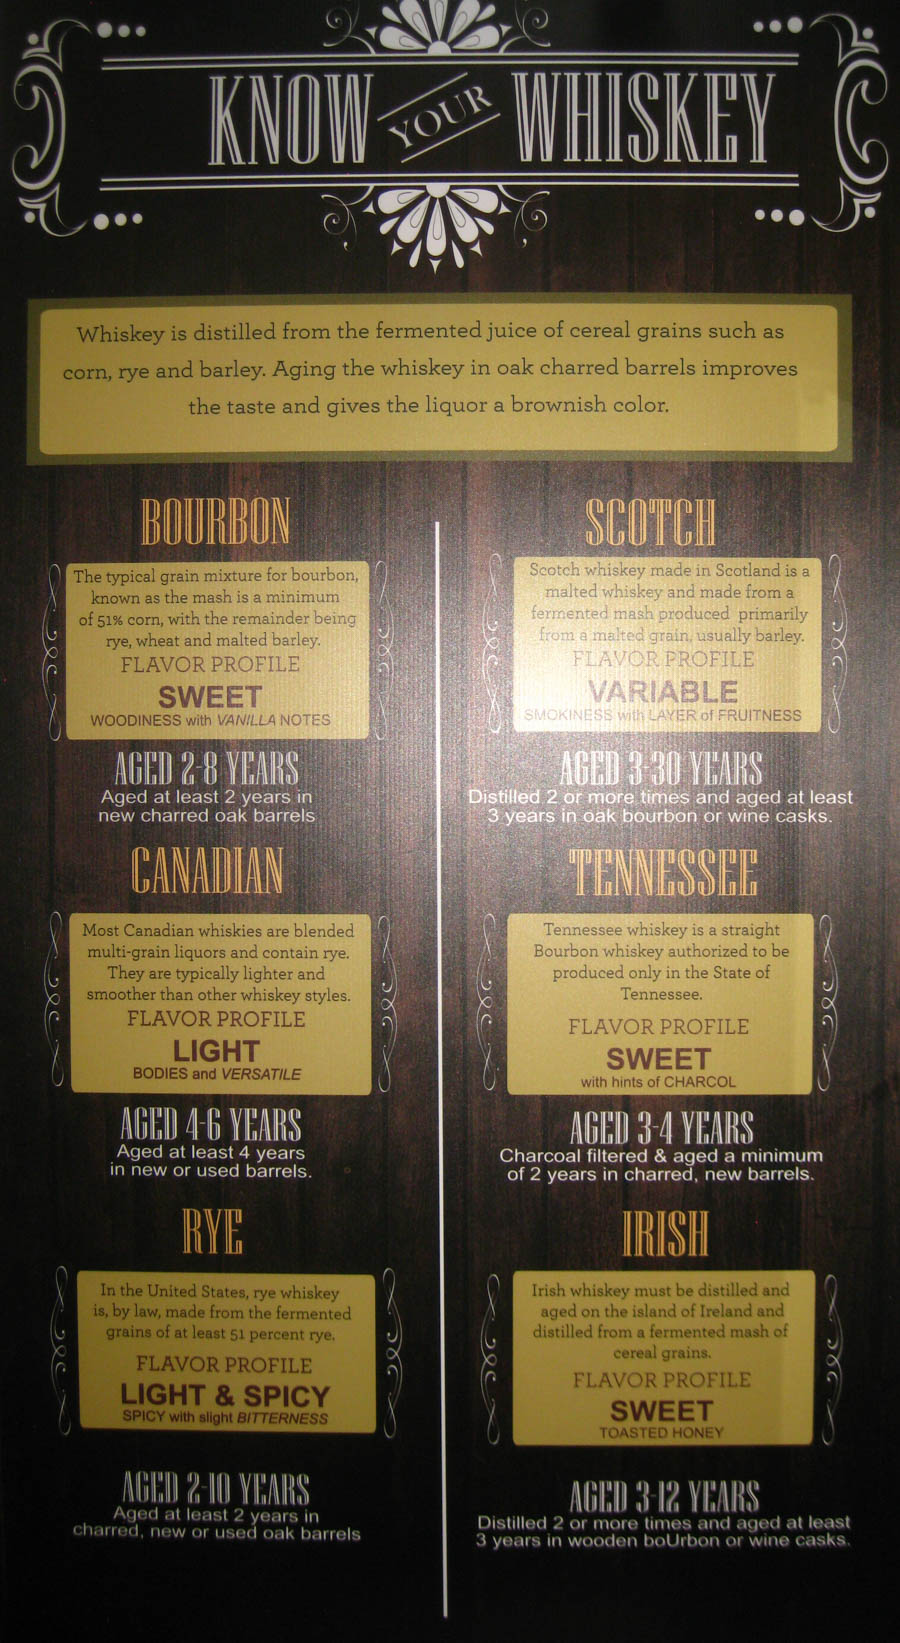 KNOW YOUR WHISKEY
Whiskey is distilled from the fermented juice of cereal grains such as
corn, rye and barley. Aging the whiskey in oak charred barrels improves
the taste and gives the liquor a brownish color.
BOURBON
The typical grain mixture for bourbon,
known as the mash is a minimum
of 51% corn, with the remainder being
rye, wheat and malted barley.
FLAVOR PROFILE
SWEET
WOODINESS with VANILLA NOTES
AGED 2-8 YEARS
Aged at least 2 years in
new charred oak barrels
CANADIAN
Most Canadian whiskies are blended
multi-grain liquors and contain rye.
They are typically lighter and
smoother than other whiskey styles.
FLAVOR PROFILE
LIGHT
BODIES and VERSATILE
AGED 4-6 YEARS
Aged at least 4 years
in new or used barrels.
RYE
In the United States, rye whiskey
is, by law, made from the fermented
grains of at least 51 percent rye.
FLAVOR PROFILE
LIGHT & SPICY
SPICY with slight BITTERNESS
AGED 2-10 YEARS
Aged at least 2 years in
charred, new or used oak barrels
SCOTCH
Scotch whiskey made in Scotland is a
malted whiskey and made from a
fermented mash produced primarily
from a malted grain, usually barley.
FLAVOR PROFILE
VARIABLE
SMOKINESS with LAYER of FRUITNESS
AGED 3-30 YEARS
Distilled 2 or more times and aged at least
3 years in oak bourbon or wine casks.
TENNESSEE
Tennessee whiskey is a straight
Bourbon whiskey authorized to be
produced only in the State of
Tennessee.
FLAVOR PROFILE
SWEET
with hints of CHARCOL
AGED 3-4 YEARS
Charcoal filtered & aged a minimum
of 2 years in charred, new barrels.
IRISH
Irish whiskey must be distilled and
aged on the island of Ireland and
distilled from a fermented mash of
cereal grains.
FLAVOR PROFILE
SWEET
TOASTED HONEY
AGED 3-12 YEARS
Distilled 2 or more times and aged at least
3 years in wooden boUrbon or wine casks.